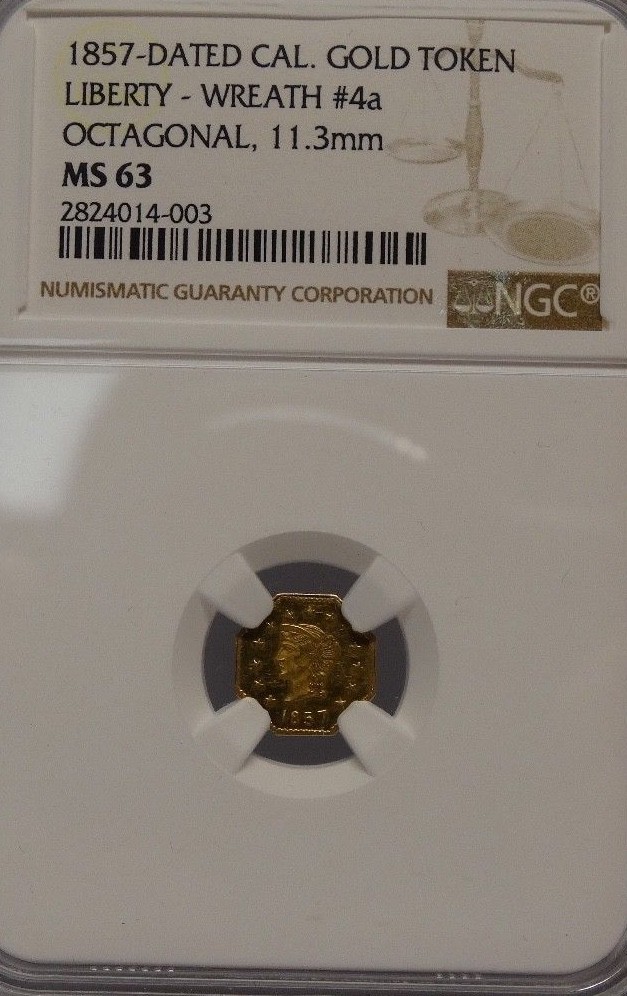 1857-DATED CAL. GOLD TOKEN
LIBERTY - WREATH #4a
OCTAGONAL, 11.3mm
MS 63
2824014-003
NUMISMATIC GUARANTY CORPORATION NGC®
1857